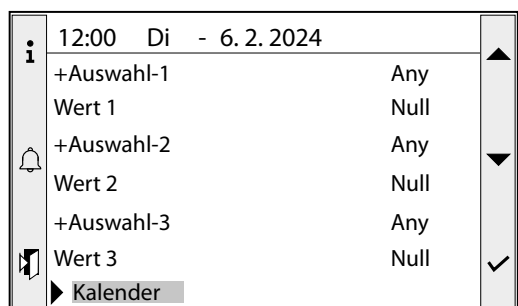 12:00 Di - 6. 2. 2024
+Auswahl-1 Any
Wert 1 Null
+Auswahl-2 Any
Wert 2 Null
+Auswahl-3 Any
Wert 3 Null
Kalender